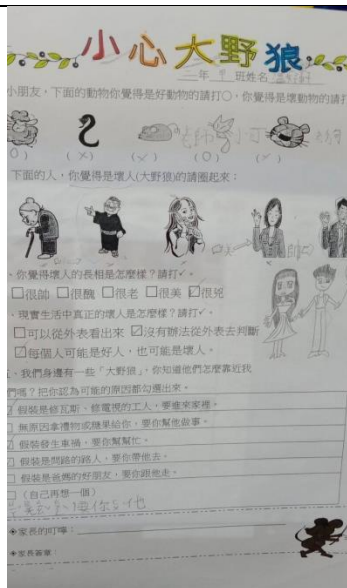 小心大野狼
二年 班姓名
小朋友，下面的動物你覺得是好動物的請打○，你覺得是壞動物的請打
(○) (×) (×) (○) (×)
下面的人，你覺得是壞人(大野狼)的請圈起來：
、你覺得壞人的長相是怎麼樣？請打✓。
□很帥 □很醜 □很老 □很美 ☑很兇
、現實生活中真正的壞人是怎麼樣？請打✓。
□可以從外表看出來 ☑沒有辦法從外表去判斷
☑每個人可能是好人，也可能是壞人。
、我們身邊有一些「大野狼」，你知道他們怎麼靠近我
們嗎？把你認為可能的原因都勾選出來。
假裝是修瓦斯、修電視的工人，要進來家裡。
無原因拿禮物或糖果給你，要你幫他做事。
假裝發生車禍，要你幫幫忙。
假裝是問路的路人，要你帶他去。
假裝是爸媽的好朋友，要你跟他走。
(自己再想一個)
◆家長的叮嚀：
◆家長簽章：